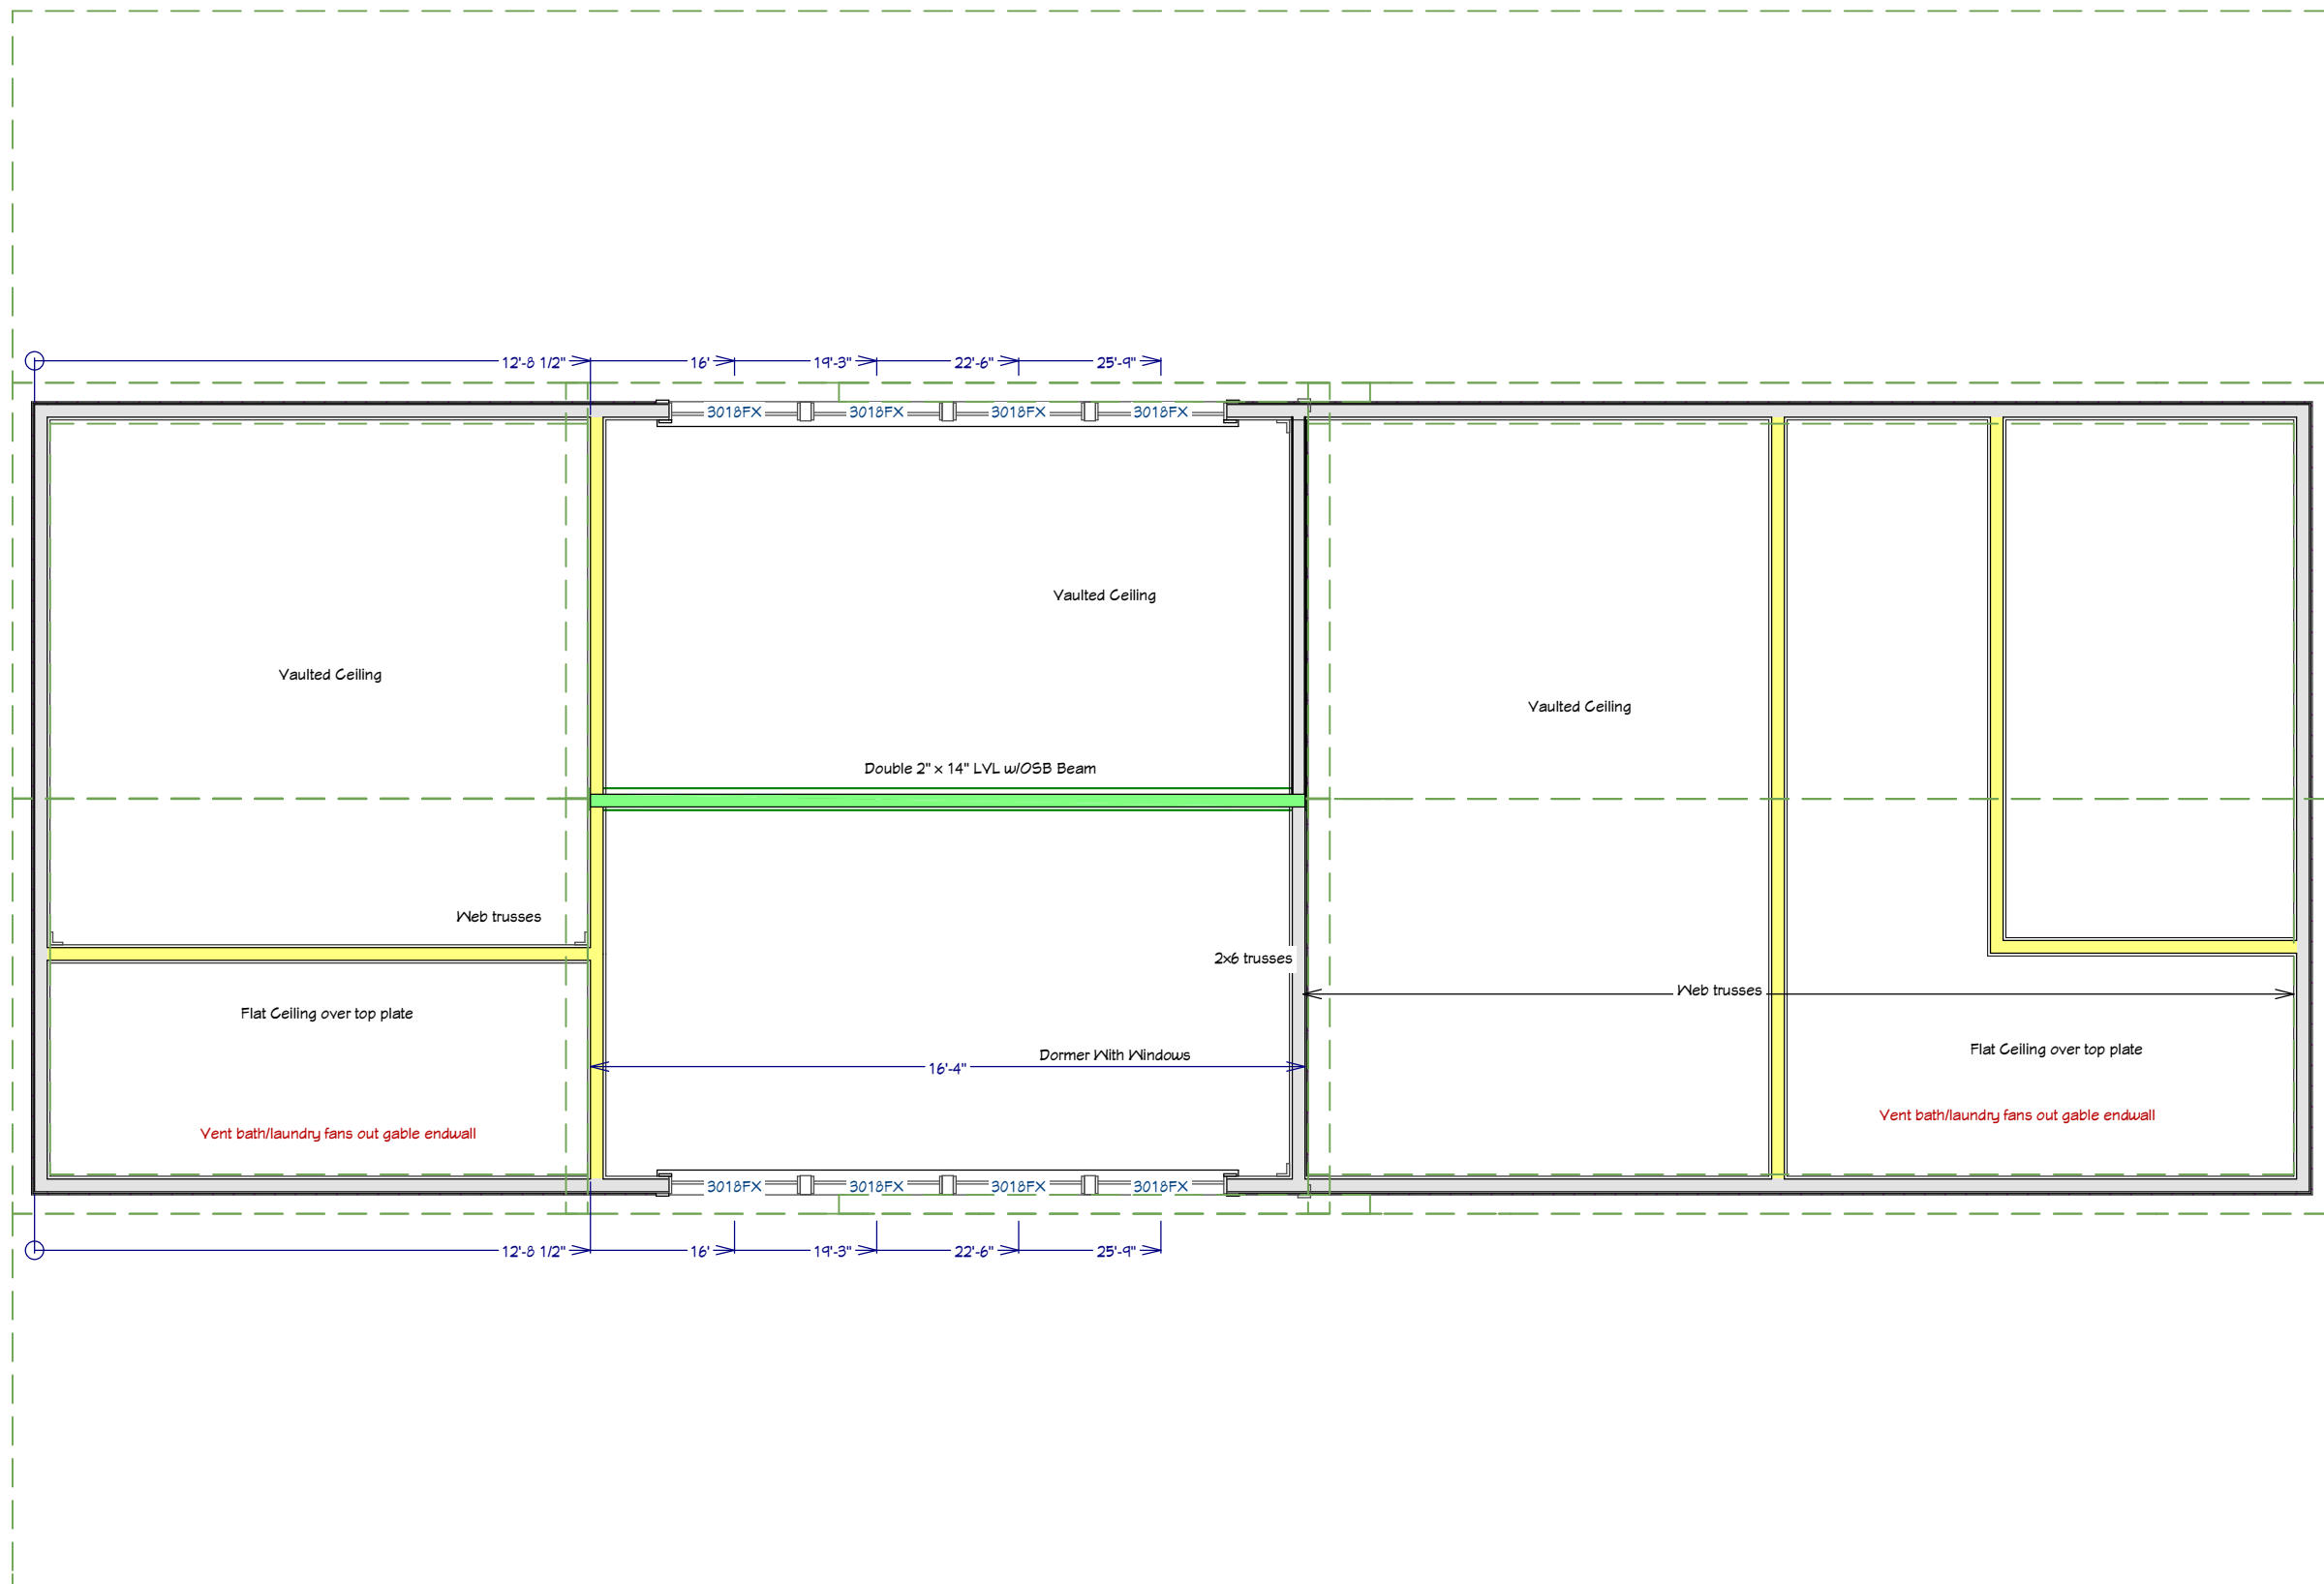 12'-8 1/2" 16' 19'-3" 22'-6" 25'-9"
3018FX 3018FX 3018FX 3018FX
Vaulted Ceiling
Vaulted Ceiling
Vaulted Ceiling
Double 2" x 14" LVL w/OSB Beam
Web trusses
2x6 trusses
Web trusses
Flat Ceiling over top plate
Flat Ceiling over top plate
Dormer With Windows
16'-4"
Vent bath/laundry fans out gable endwall
Vent bath/laundry fans out gable endwall
3018FX 3018FX 3018FX 3018FX
12'-8 1/2" 16' 19'-3" 22'-6" 25'-9"